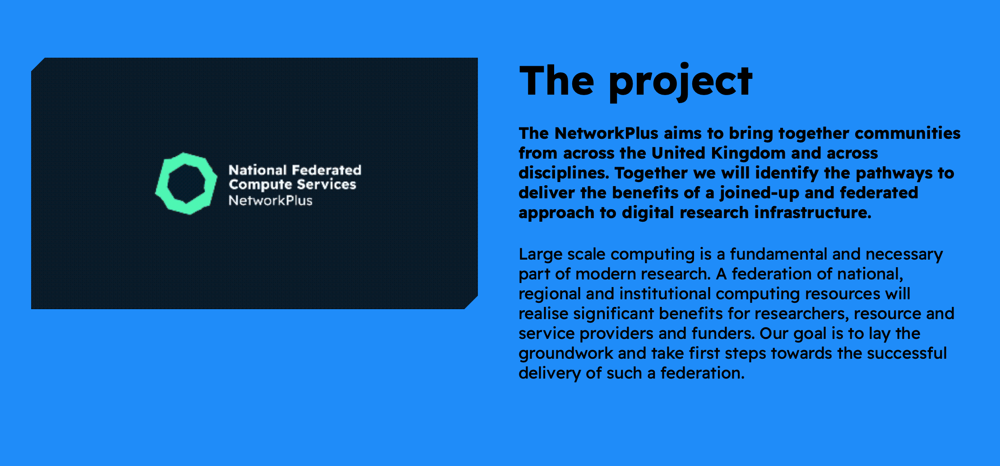 National Federated
Compute Services
NetworkPlus
The project
The NetworkPlus aims to bring together communities
from across the United Kingdom and across
disciplines. Together we will identify the pathways to
deliver the benefits of a joined-up and federated
approach to digital research infrastructure.
Large scale computing is a fundamental and necessary
part of modern research. A federation of national,
regional and institutional computing resources will
realise significant benefits for researchers, resource and
service providers and funders. Our goal is to lay the
groundwork and take first steps towards the successful
delivery of such a federation.